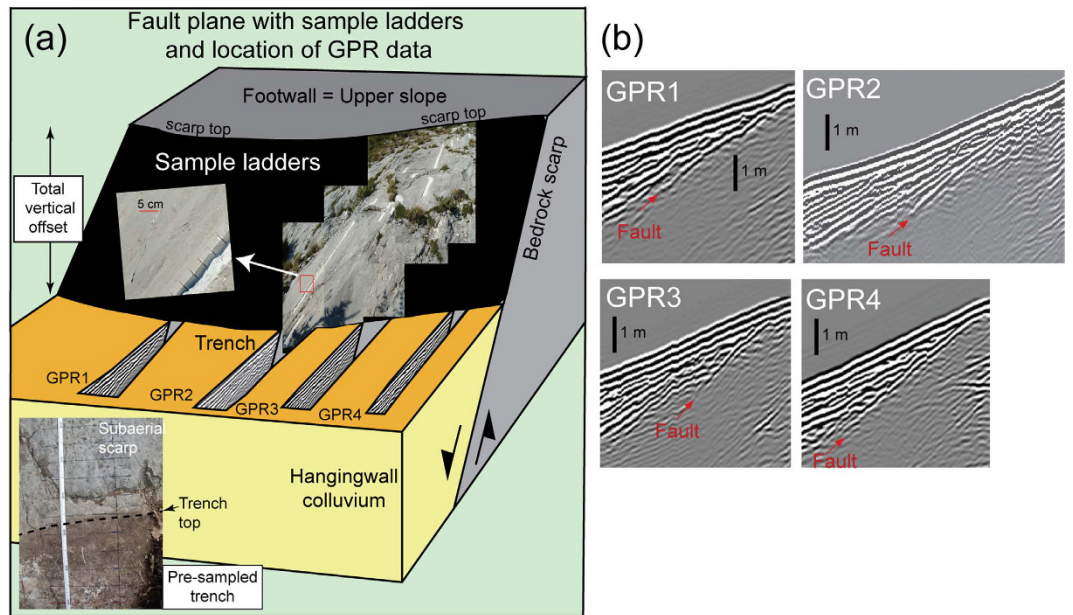 (a)
Fault plane with sample ladders
and location of GPR data
Footwall = Upper slope
scarp top
scarp top
Sample ladders
Total
vertical
offset
5 cm
Bedrock scarp
Trench
GPR1
GPR2
GPR3
GPR4
Subaerial
scarp
Trench
top
Hangingwall
colluvium
Pre-sampled
trench
(b)
GPR1
1 m
Fault
GPR2
1 m
Fault
GPR3
1 m
Fault
GPR4
1 m
Fault